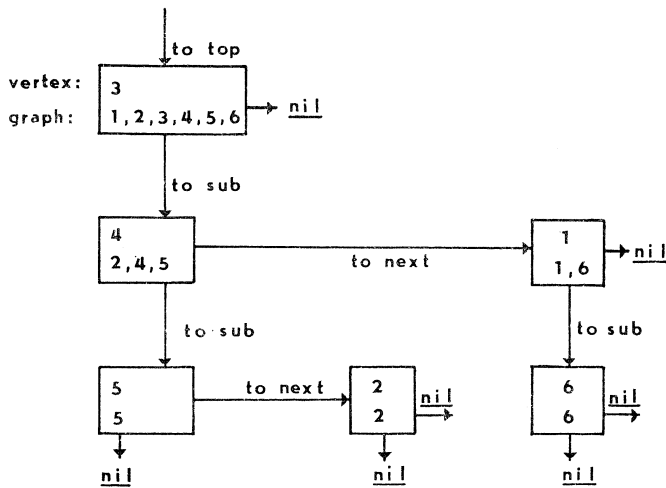 to top
vertex: 3
graph: 1,2,3,4,5,6 nil
to sub
4
2,4,5
to next
1
1,6
nil
to sub
to sub
5
5
to next
2
2
nil
6
6
nil
nil
nil
nil